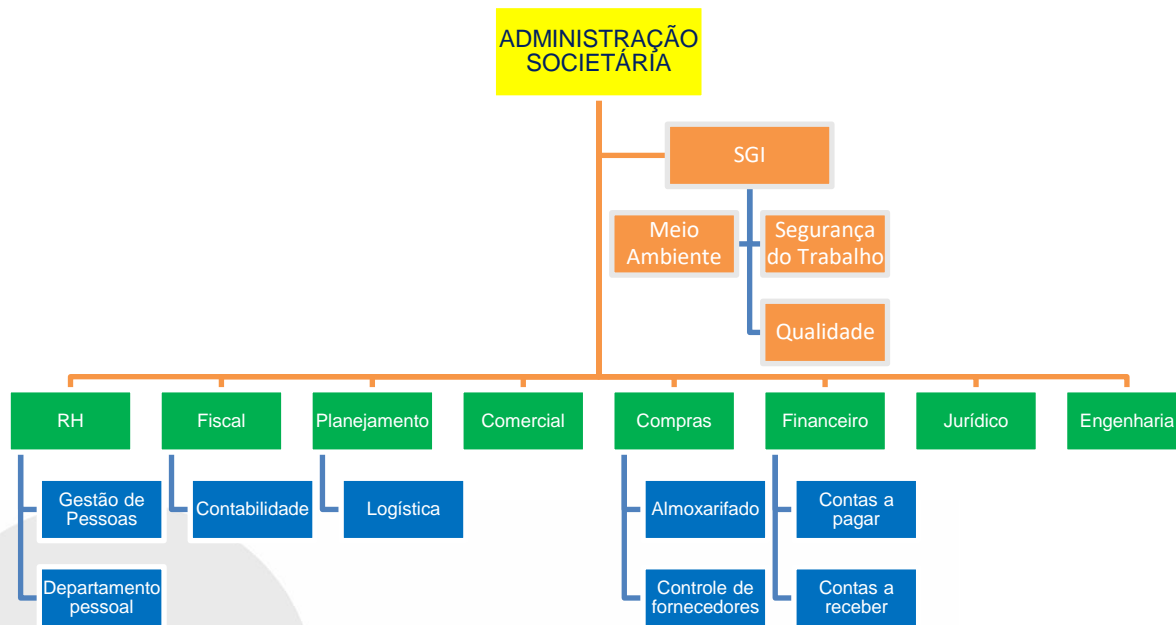 ADMINISTRAÇÃO
SOCIETÁRIA
SGI
Meio
Ambiente
Segurança
do Trabalho
Qualidade
RH
Fiscal
Planejamento
Comercial
Compras
Financeiro
Jurídico
Engenharia
Gestão de
Pessoas
Contabilidade
Logística
Almoxarifado
Contas a
pagar
Departamento
pessoal
Controle de
fornecedores
Contas a
receber